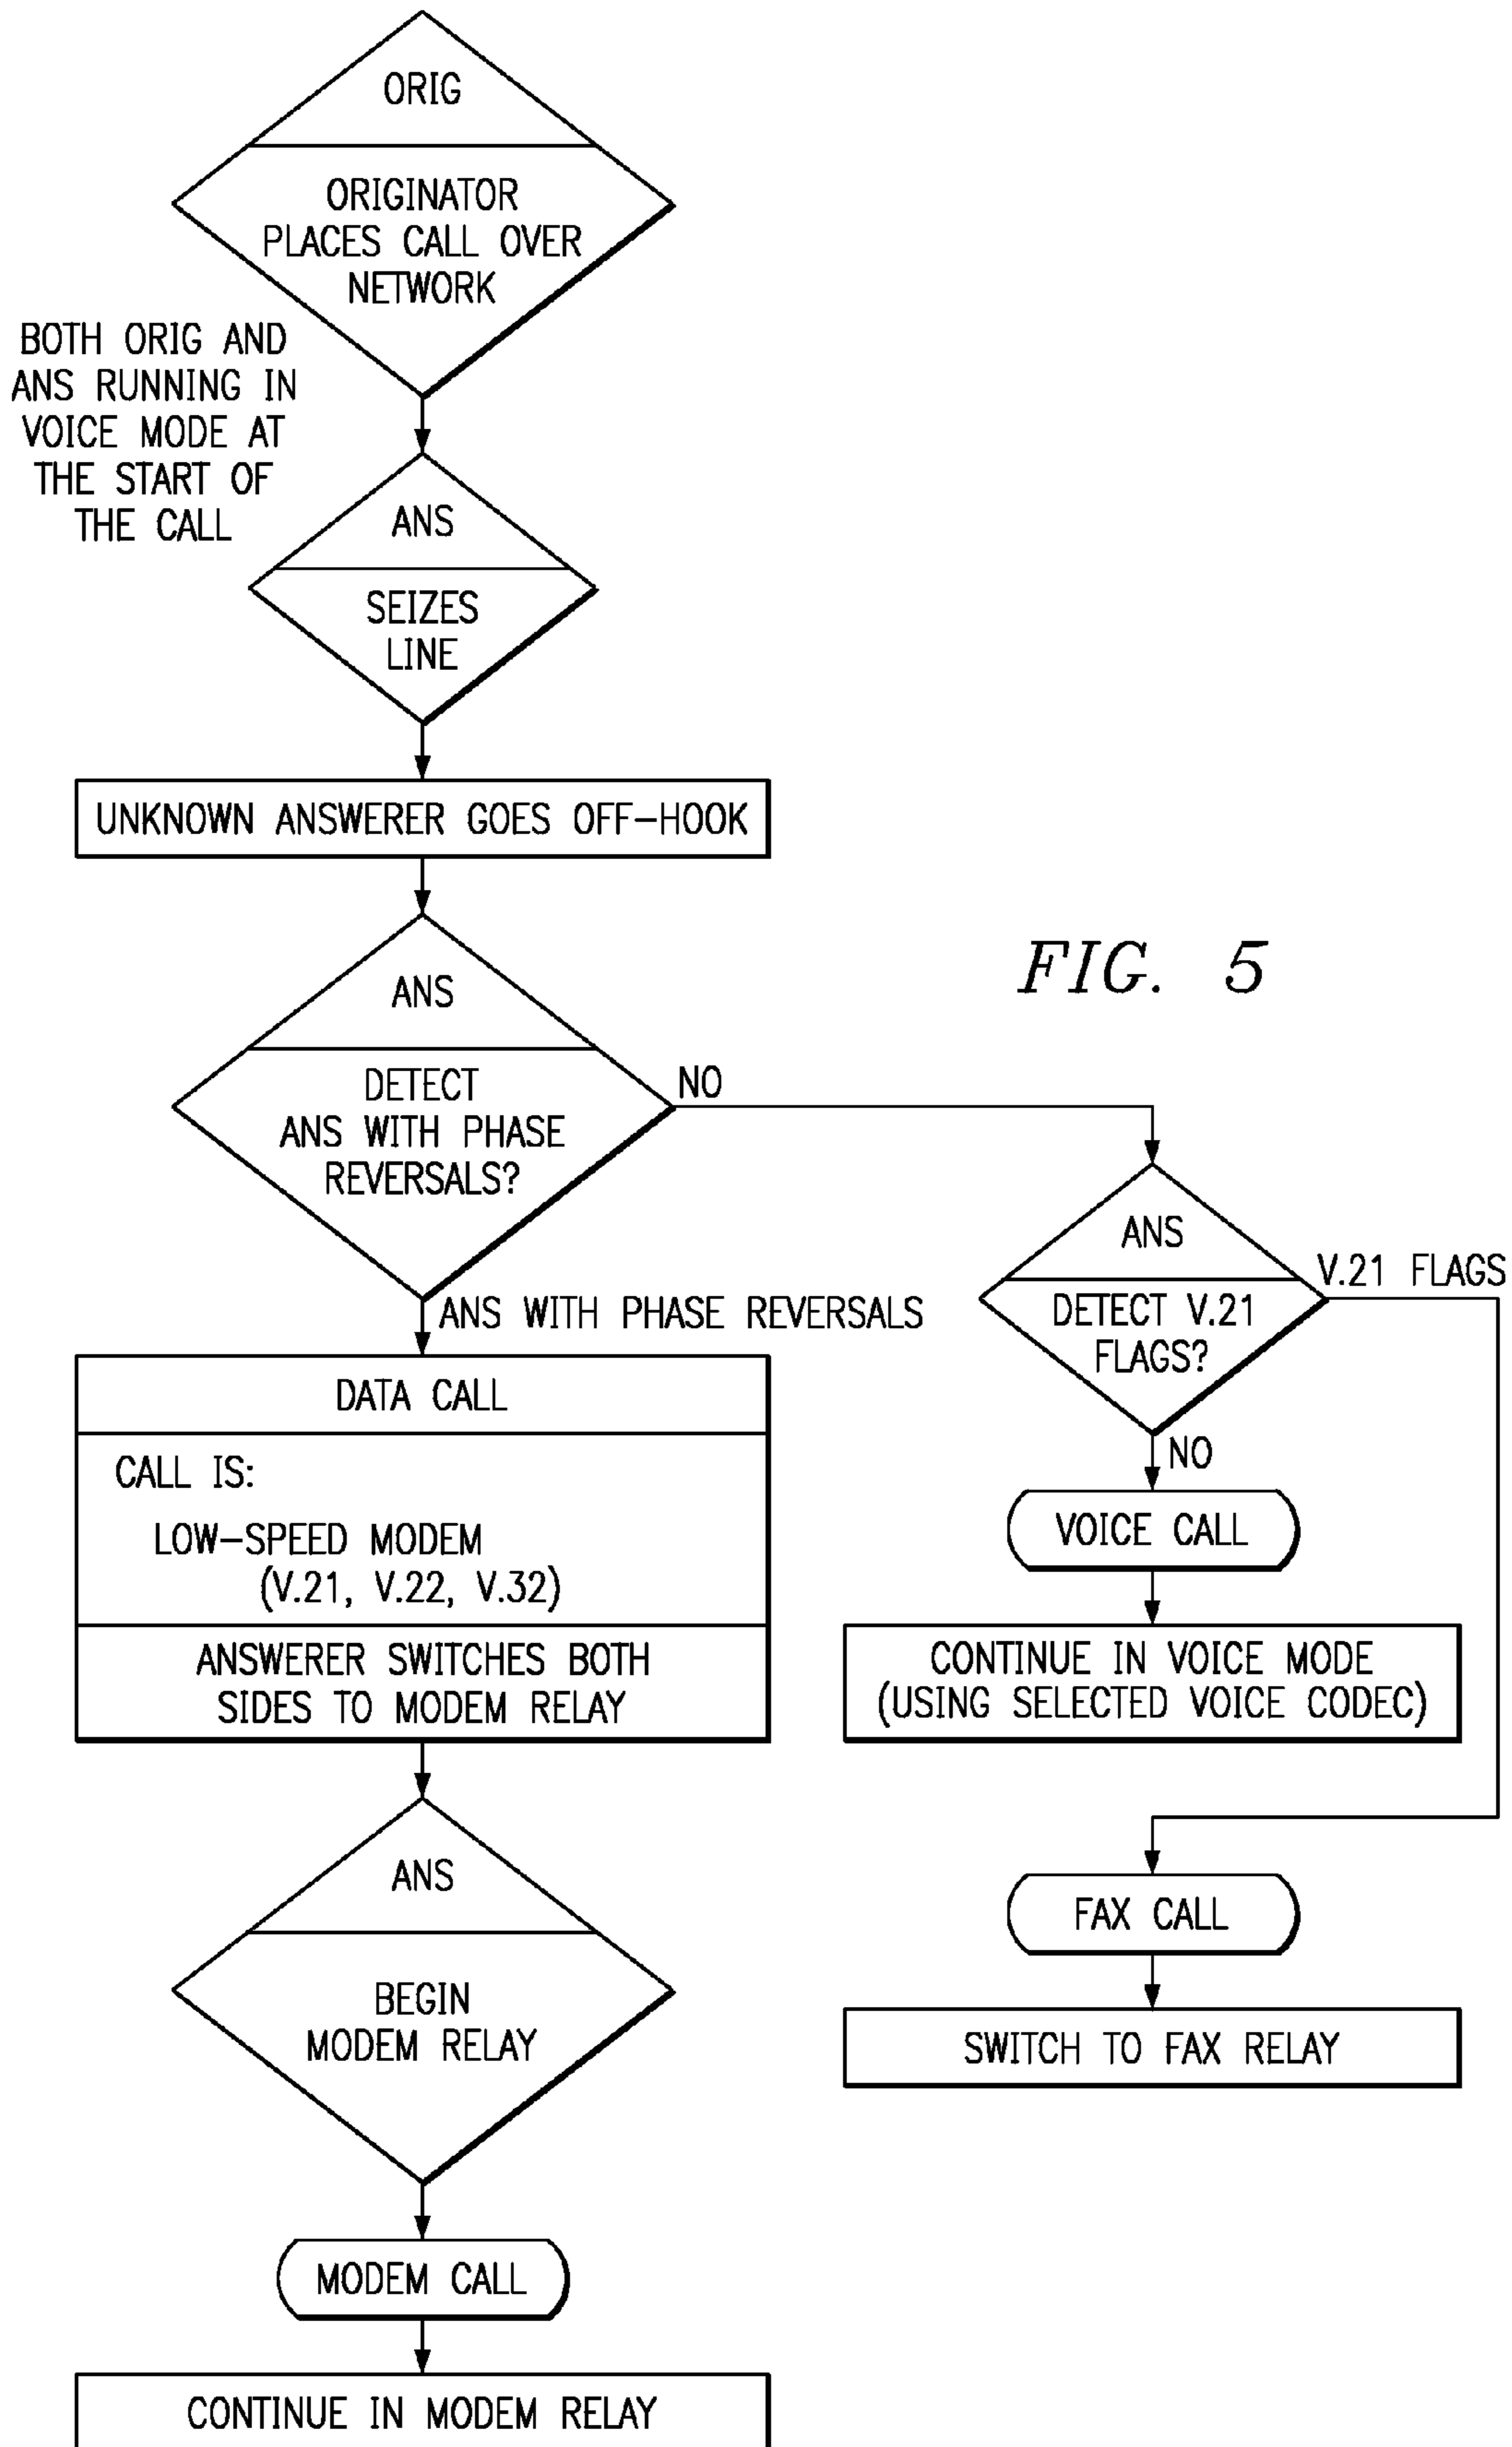 ORIG
ORIGINATOR
PLACES CALL OVER
NETWORK
BOTH ORIG AND
ANS RUNNING IN
VOICE MODE AT
THE START OF
THE CALL
ANS
SEIZES
LINE
UNKNOWN ANSWERER GOES OFF-HOOK
FIG. 5
ANS
DETECT
ANS WITH PHASE
REVERSALS?
NO
ANS WITH PHASE REVERSALS
ANS
DETECT V.21
FLAGS?
V.21 FLAGS
NO
DATA CALL
CALL IS:
LOW-SPEED MODEM
(V.21, V.22, V.32)
ANSWERER SWITCHES BOTH
SIDES TO MODEM RELAY
VOICE CALL
CONTINUE IN VOICE MODE
(USING SELECTED VOICE CODEC)
ANS
BEGIN
MODEM RELAY
FAX CALL
SWITCH TO FAX RELAY
MODEM CALL
CONTINUE IN MODEM RELAY